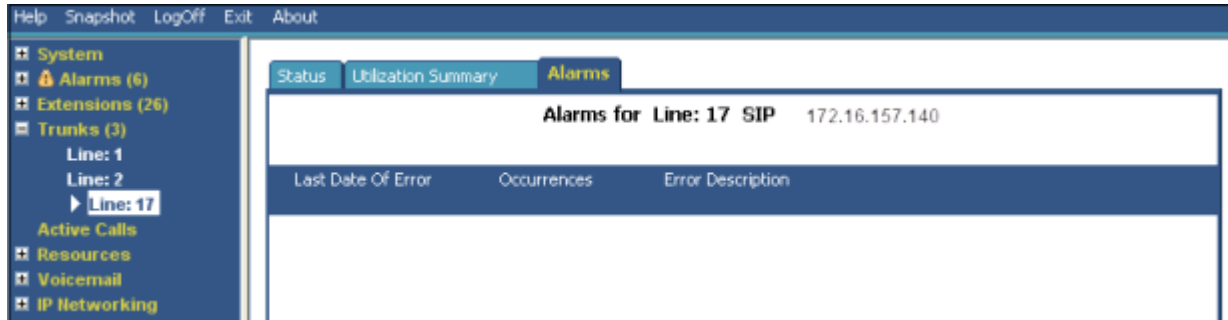 Help Snapshot LogOff Exit About
System
Alarms (6)
Extensions (26)
Trunks (3)
Line: 1
Line: 2
Line: 17
Active Calls
Resources
Voicemail
IP Networking
Status Utilization Summary Alarms
Alarms for Line: 17 SIP 172.16.157.140
Last Date Of Error Occurrences Error Description